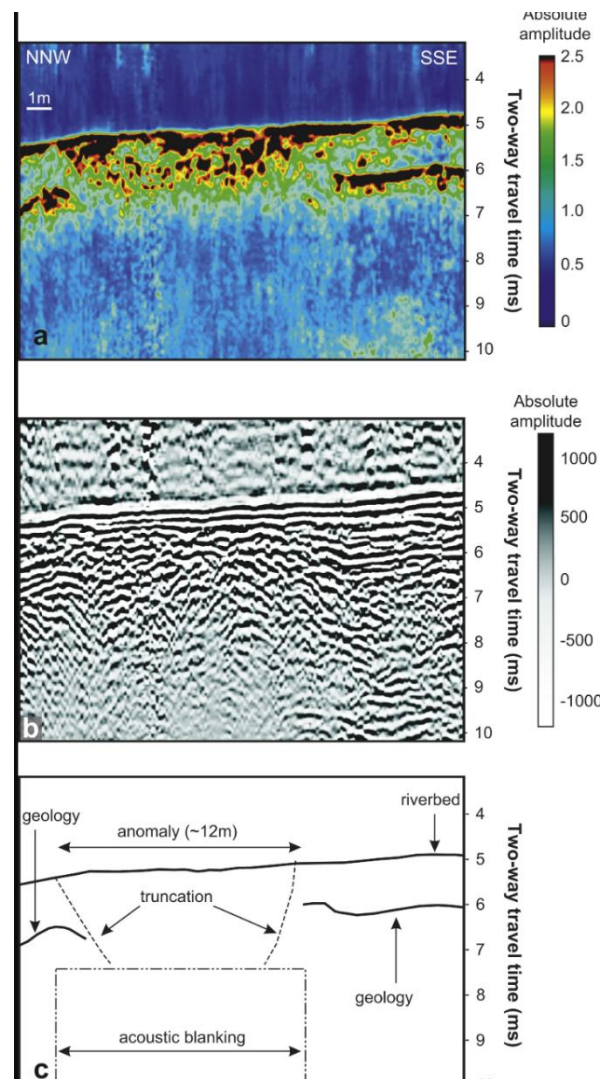 Absolute
amplitude
NNW
SSE
1m
2.5
2.0
1.5
1.0
0.5
0
4
5
6
7
8
9
10
Two-way travel time (ms)
a
Absolute
amplitude
1000
500
0
-500
-1000
4
5
6
7
8
9
10
Two-way travel time (ms)
b
geology
anomaly (~12m)
riverbed
truncation
geology
acoustic blanking
4
5
6
7
8
9
Two-way travel time (ms)
c